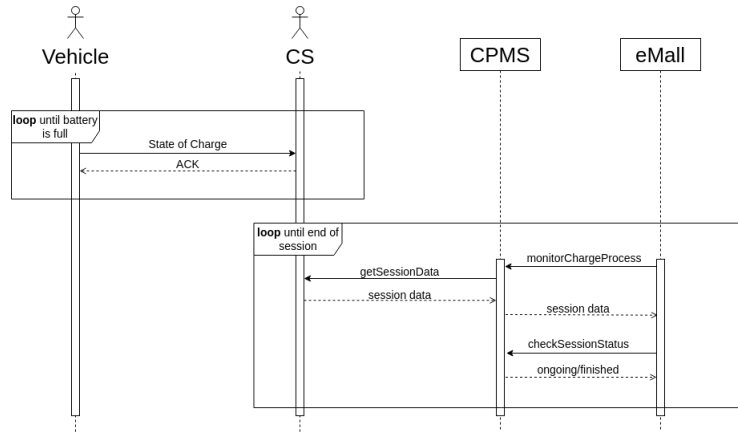 Vehicle
CS
CPMS
eMall
loop until battery
is full
State of Charge
ACK
loop until end of
session
monitorChargeProcess
getSessionData
session data
session data
checkSessionStatus
ongoing/finished